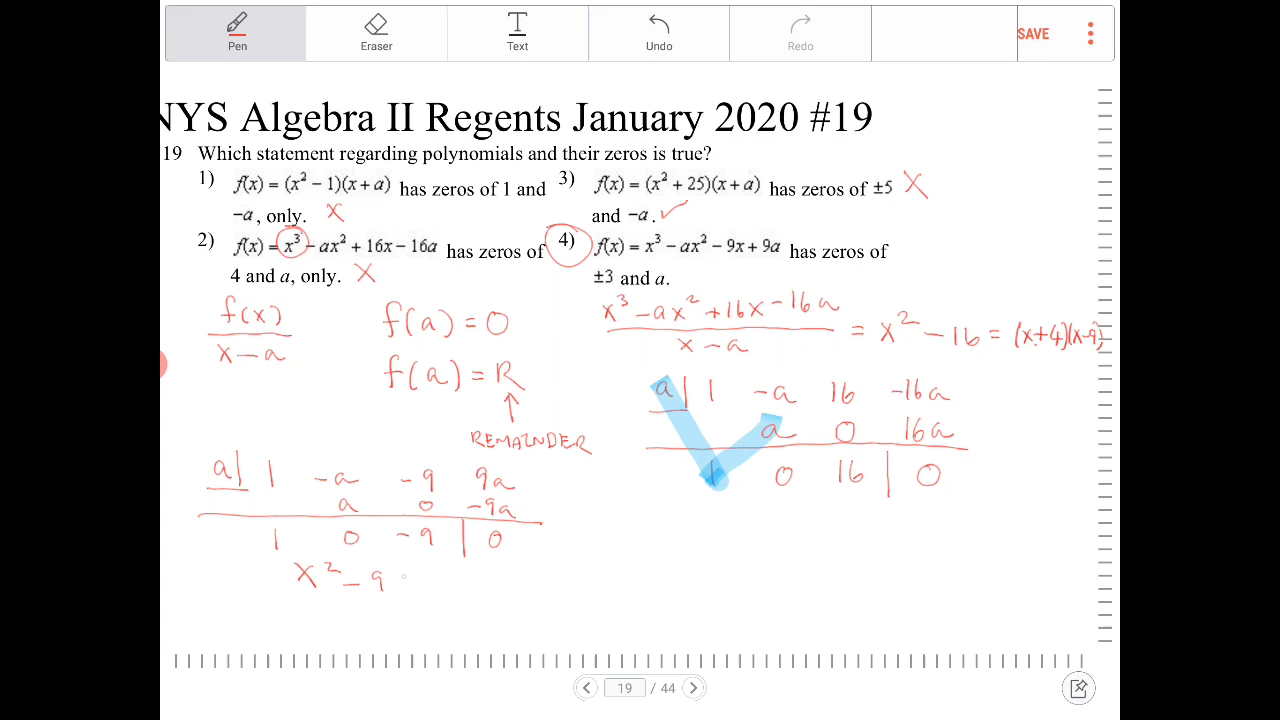 Pen Eraser Text Undo Redo SAVE
NYS Algebra II Regents January 2020 #19
19 Which statement regarding polynomials and their zeros is true?
1) f(x) = (x² − 1)(x + a) has zeros of 1 and
−a, only. X
2) f(x) = x³ − ax² + 16x − 16a has zeros of
4 and a, only. X
3) f(x) = (x² + 25)(x + a) has zeros of ±5 X
and −a. ✓
4) f(x) = x³ − ax² − 9x + 9a has zeros of
±3 and a.
f(x)
x − a
f(a) = 0
f(a) = R
↑
REMAINDER
x³ − ax² + 16x − 16a
x − a
= x² − 16 = (x+4)(x−
a| 1 −a 16 −16a
a 0 16a
1 0 16 | 0
a| 1 −a −9 9a
a 0 −9a
1 0 −9 | 0
x² − 9
19 / 44